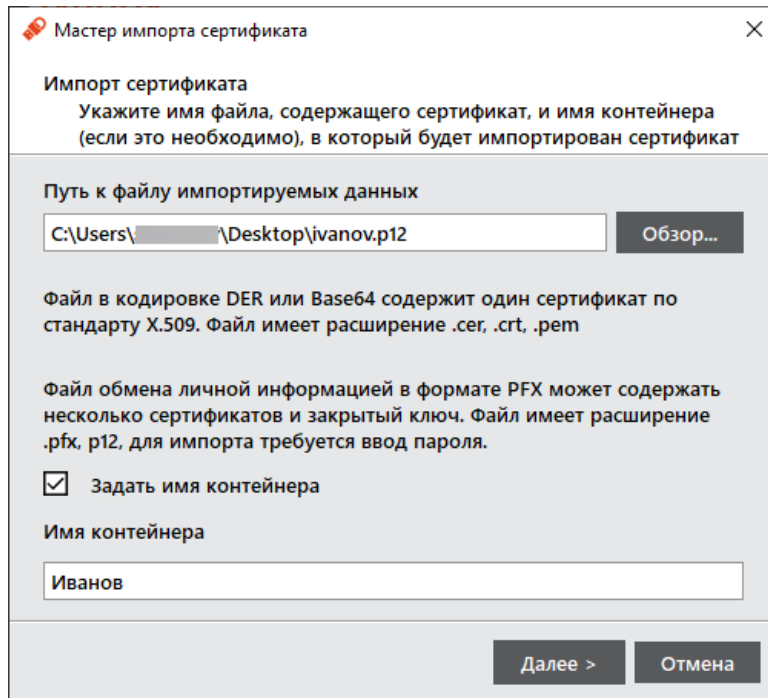 Мастер импорта сертификата
Импорт сертификата
Укажите имя файла, содержащего сертификат, и имя контейнера
(если это необходимо), в который будет импортирован сертификат
Путь к файлу импортируемых данных
C:\Users\ \Desktop\ivanov.p12
Обзор...
Файл в кодировке DER или Base64 содержит один сертификат по
стандарту X.509. Файл имеет расширение .cer, .crt, .pem
Файл обмена личной информацией в формате PFX может содержать
несколько сертификатов и закрытый ключ. Файл имеет расширение
.pfx, p12, для импорта требуется ввод пароля.
Задать имя контейнера
Имя контейнера
Иванов
Далее >
Отмена